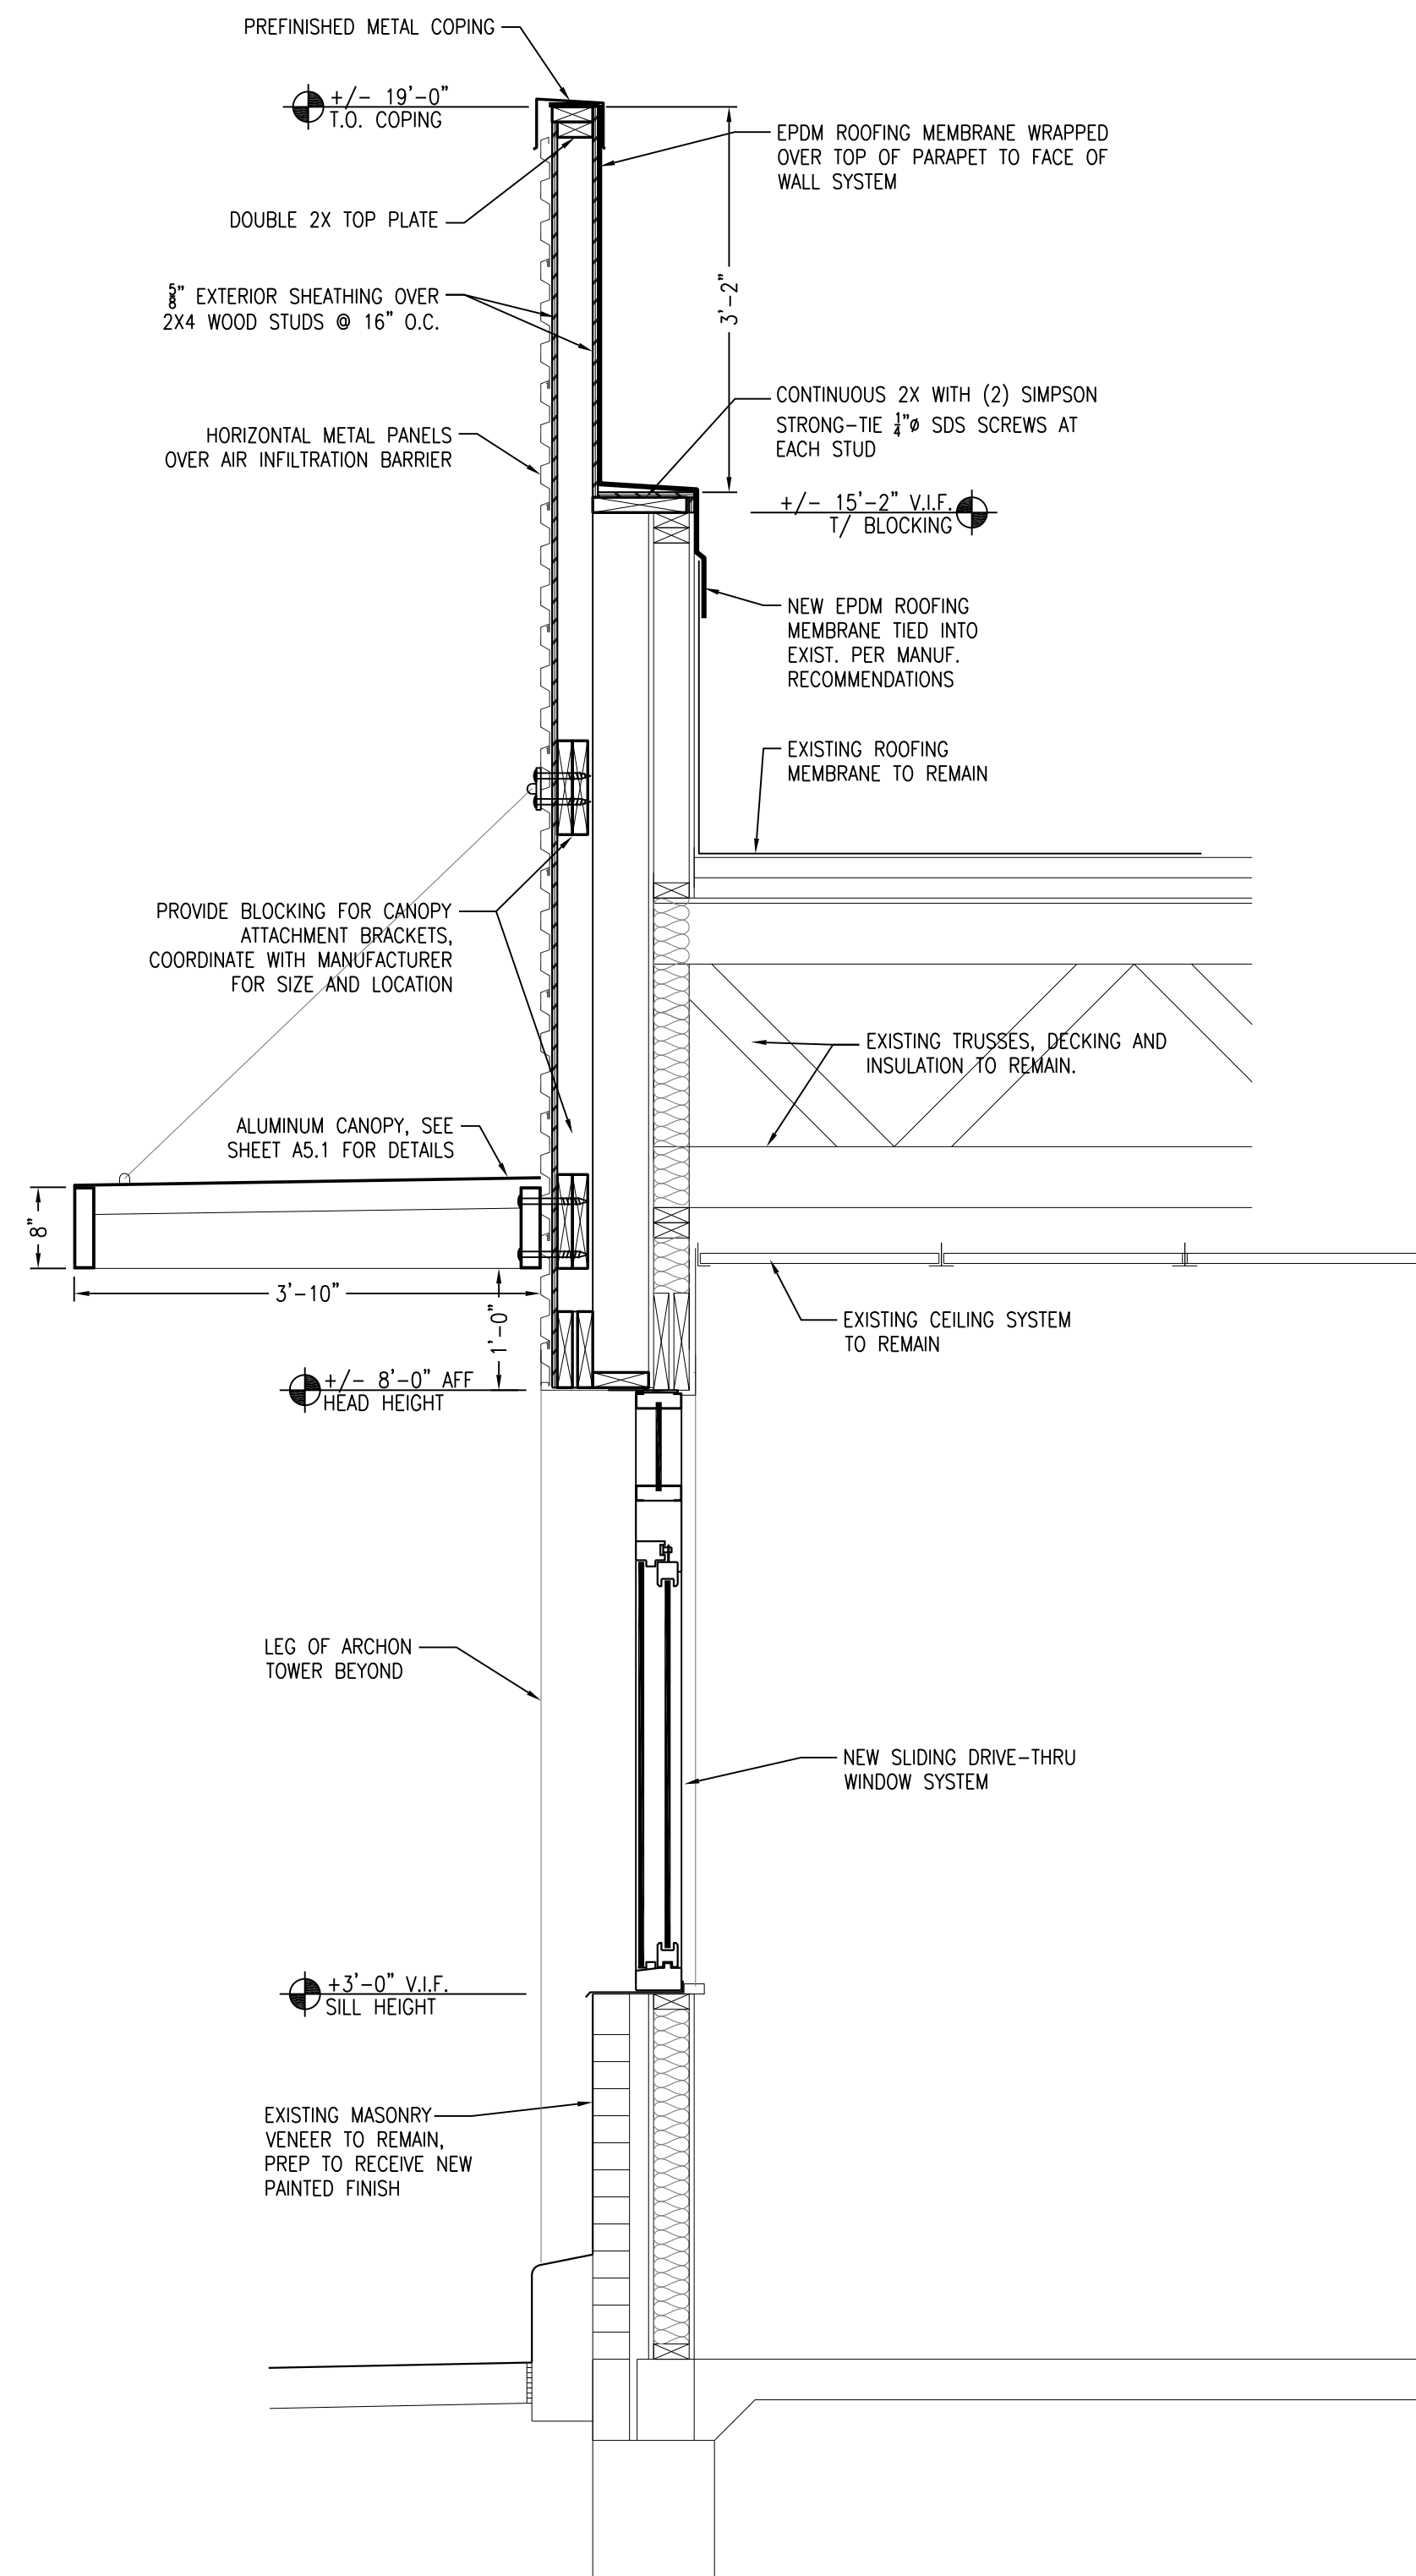 PREFINISHED METAL COPING
+/- 19'-0"
T.O. COPING
EPDM ROOFING MEMBRANE WRAPPED
OVER TOP OF PARAPET TO FACE OF
WALL SYSTEM
DOUBLE 2X TOP PLATE
3'-2"
5/8" EXTERIOR SHEATHING OVER
2X4 WOOD STUDS @ 16" O.C.
CONTINUOUS 2X WITH (2) SIMPSON
STRONG-TIE 1/4"ø SDS SCREWS AT
EACH STUD
HORIZONTAL METAL PANELS
OVER AIR INFILTRATION BARRIER
+/- 15'-2" V.I.F.
T/ BLOCKING
NEW EPDM ROOFING
MEMBRANE TIED INTO
EXIST. PER MANUF.
RECOMMENDATIONS
EXISTING ROOFING
MEMBRANE TO REMAIN
PROVIDE BLOCKING FOR CANOPY
ATTACHMENT BRACKETS,
COORDINATE WITH MANUFACTURER
FOR SIZE AND LOCATION
EXISTING TRUSSES, DECKING AND
INSULATION TO REMAIN.
ALUMINUM CANOPY, SEE
SHEET A5.1 FOR DETAILS
8"
3'-10"
1'-0"
EXISTING CEILING SYSTEM
TO REMAIN
+/- 8'-0" AFF
HEAD HEIGHT
LEG OF ARCHON
TOWER BEYOND
NEW SLIDING DRIVE-THRU
WINDOW SYSTEM
+3'-0" V.I.F.
SILL HEIGHT
EXISTING MASONRY
VENEER TO REMAIN,
PREP TO RECEIVE NEW
PAINTED FINISH